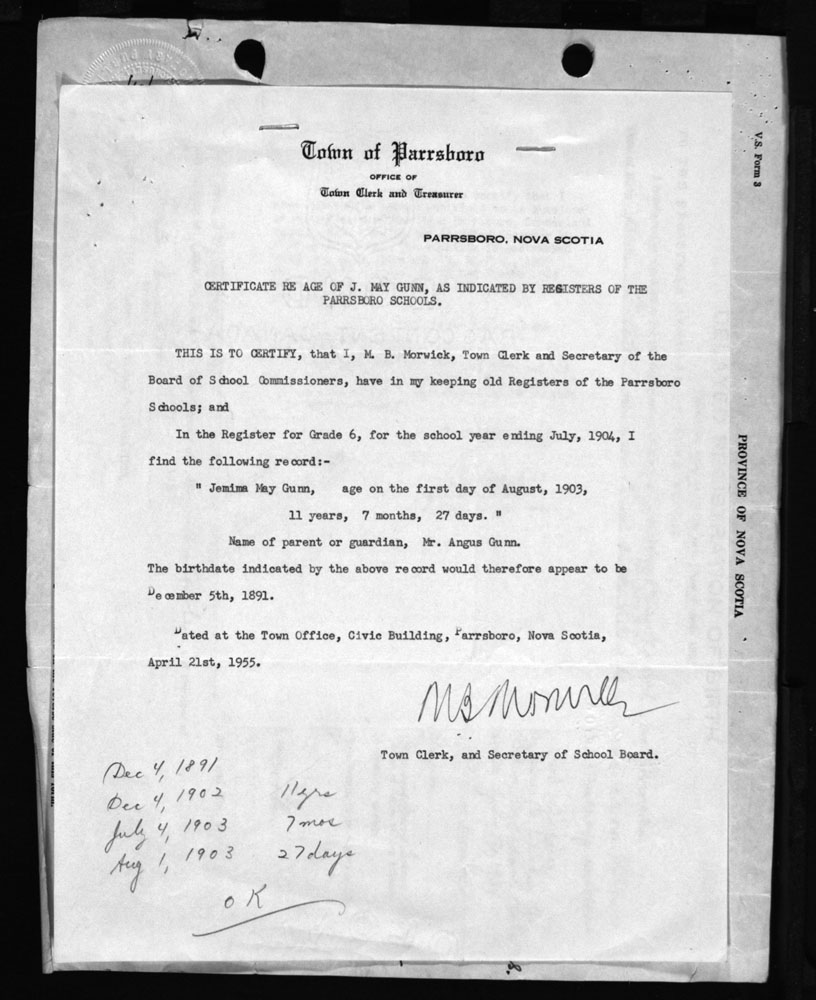 Town of Parrsboro
OFFICE OF
Town Clerk and Treasurer
PARRSBORO, NOVA SCOTIA
CERTIFICATE RE AGE OF J. MAY GUNN, AS INDICATED BY REGISTERS OF THE
PARRSBORO SCHOOLS.
THIS IS TO CERTIFY, that I, M. B. Morwick, Town Clerk and Secretary of the
Board of School Commissioners, have in my keeping old Registers of the Parrsboro
Schools; and
In the Register for Grade 6, for the school year ending July, 1904, I
find the following record:-
" Jemima May Gunn, age on the first day of August, 1903,
11 years, 7 months, 27 days. "
Name of parent or guardian, Mr. Angus Gunn.
The birthdate indicated by the above record would therefore appear to be
December 5th, 1891.
Dated at the Town Office, Civic Building, Parrsboro, Nova Scotia,
April 21st, 1955.
MB Morwick
Town Clerk, and Secretary of School Board.
Dec 4, 1891
Dec 4, 1902 11 yrs
July 4, 1903 7 mos
Aug 1, 1903 27 days
OK
V.S. Form 3
PROVINCE OF NOVA SCOTIA